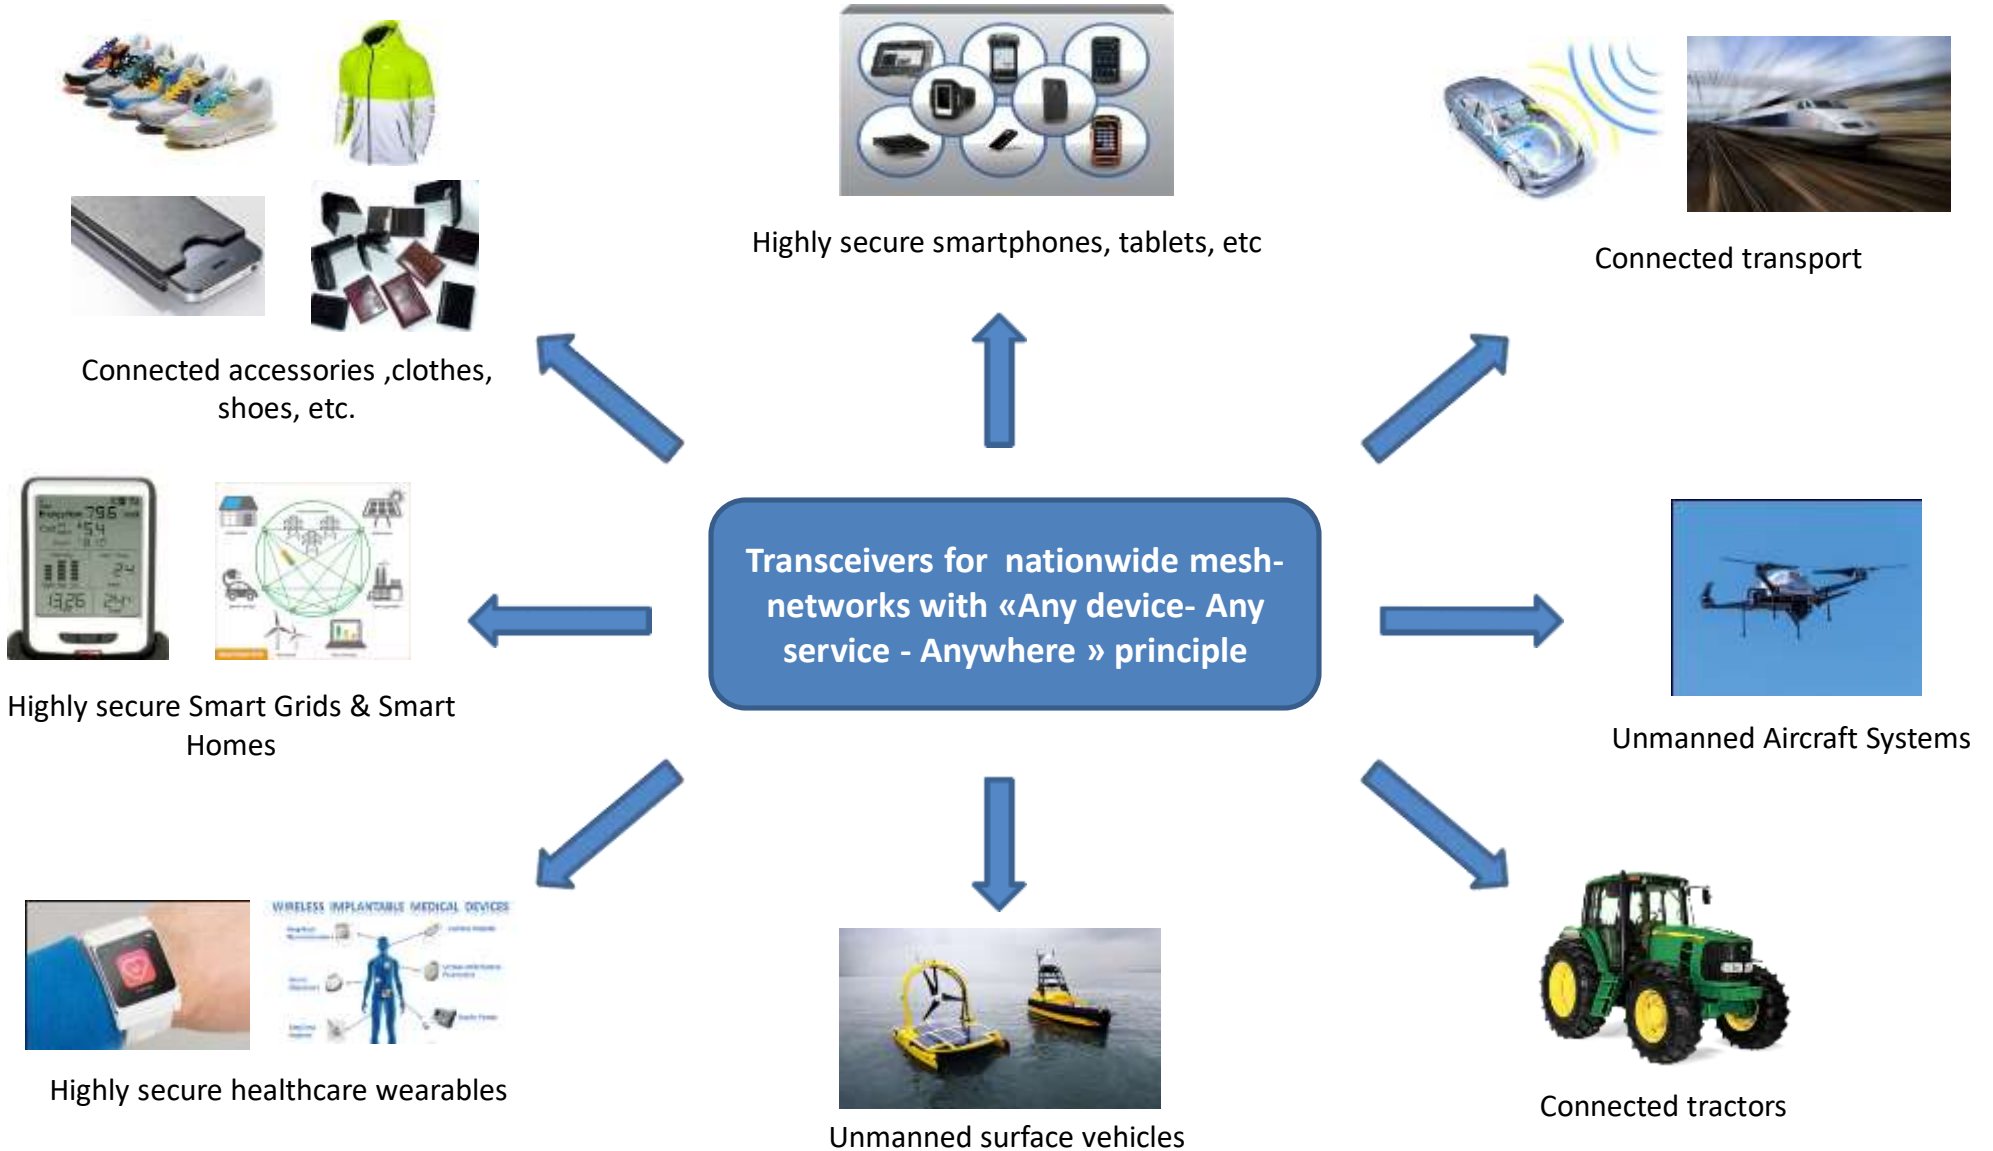 Highly secure smartphones, tablets, etc
Connected transport
Connected accessories ,clothes,
shoes, etc.
Transceivers for nationwide mesh-
networks with «Any device- Any
service - Anywhere » principle
Highly secure Smart Grids & Smart
Homes
Unmanned Aircraft Systems
WIRELESS IMPLANTABLE MEDICAL DEVICES
Highly secure healthcare wearables
Connected tractors
Unmanned surface vehicles